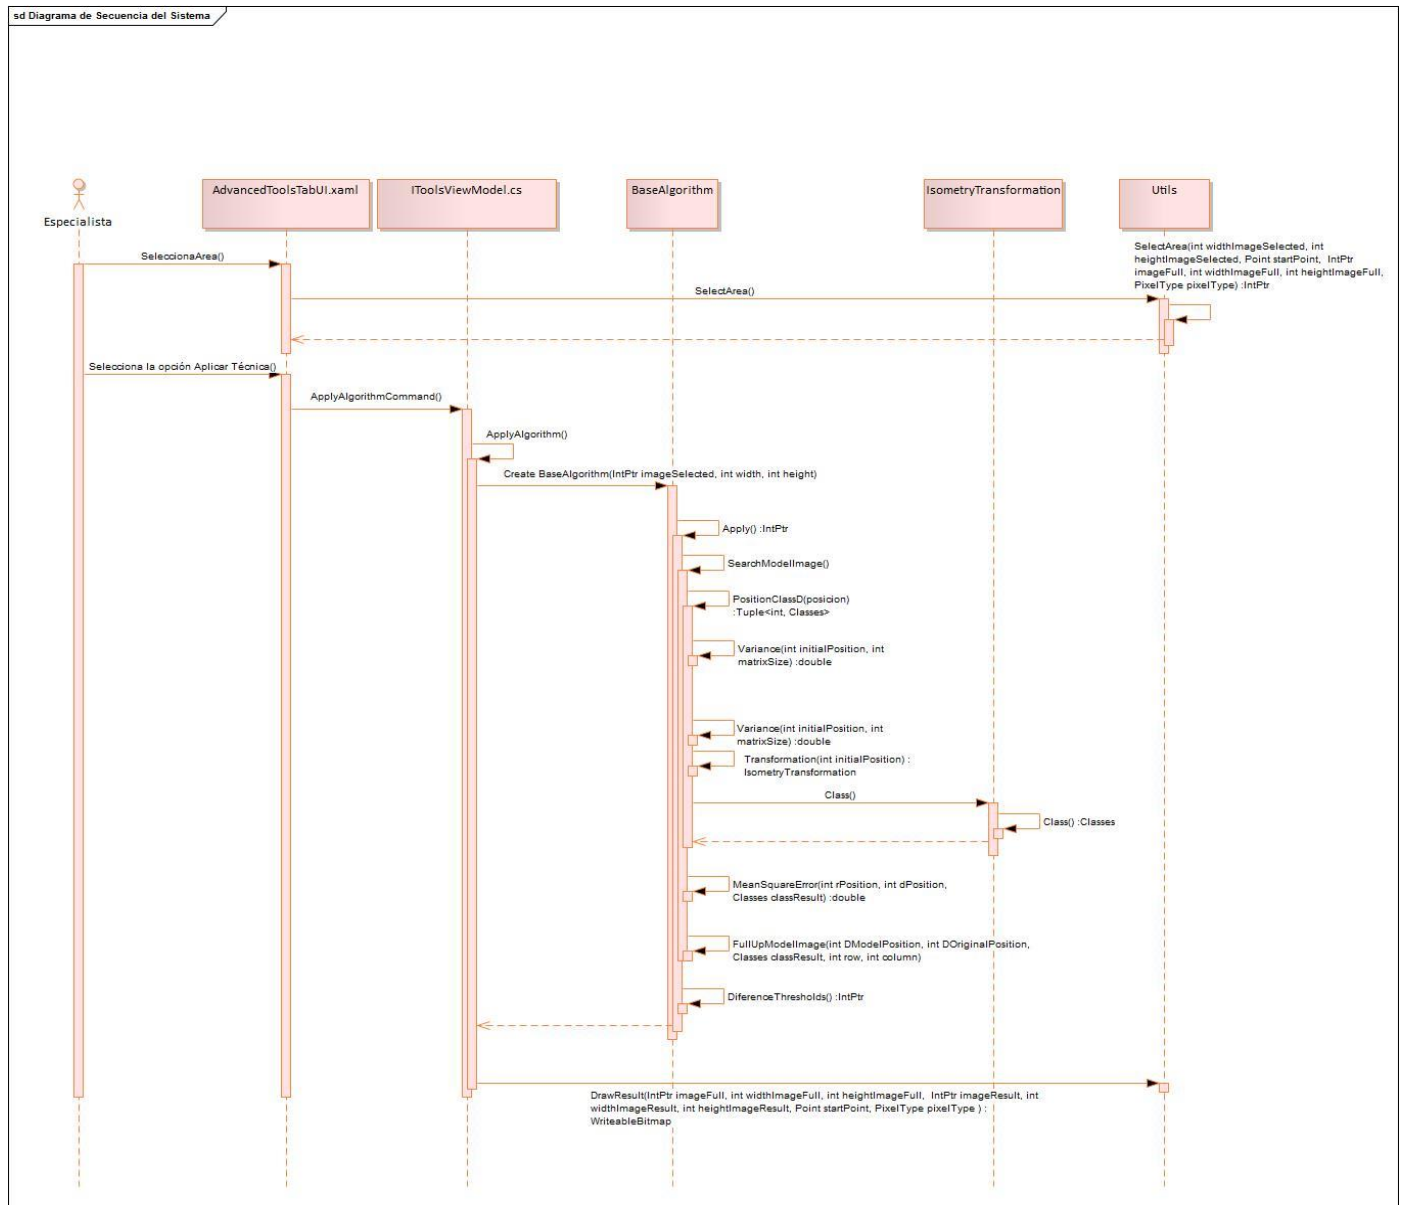 sd Diagrama de Secuencia del Sistema
Especialista
AdvancedToolsTabUI.xaml
IToolsViewModel.cs
BaseAlgorithm
IsometryTransformation
Utils
SeleccionaArea()
SelectArea(int widthImageSelected, int
heightImageSelected, Point startPoint, IntPtr
imageFull, int widthImageFull, int heightImageFull,
PixelType pixelType) :IntPtr
SelectArea()
Selecciona la opción Aplicar Técnica()
ApplyAlgorithmCommand()
ApplyAlgorithm()
Create BaseAlgorithm(IntPtr imageSelected, int width, int height)
Apply() :IntPtr
SearchModelImage()
PositionClassD(posicion)
:Tuple<int, Classes>
Variance(int initialPosition, int
matrixSize) :double
Variance(int initialPosition, int
matrixSize) :double
Transformation(int initialPosition) :
IsometryTransformation
Class()
Class() :Classes
MeanSquareError(int rPosition, int dPosition,
Classes classResult) :double
FullUpModelImage(int DModelPosition, int DOriginalPosition,
Classes classResult, int row, int column)
DiferenceThresholds() :IntPtr
DrawResult(IntPtr imageFull, int widthImageFull, int heightImageFull, IntPtr imageResult, int
widthImageResult, int heightImageResult, Point startPoint, PixelType pixelType ) :
WriteableBitmap